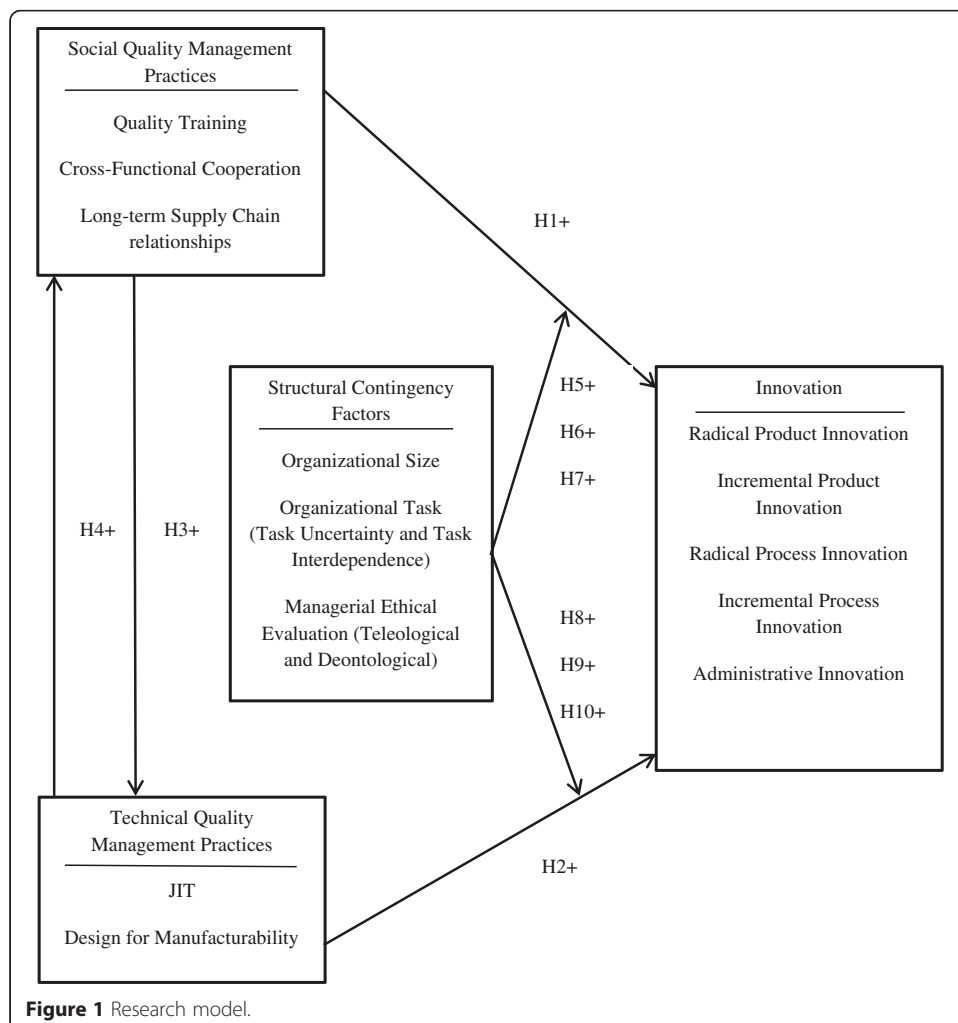 Social Quality Management
Practices
Quality Training
Cross-Functional Cooperation
Long-term Supply Chain
relationships
H1+
Structural Contingency
Factors
Organizational Size
Organizational Task
(Task Uncertainty and Task
Interdependence)
Managerial Ethical
Evaluation (Teleological
and Deontological)
H5+
H6+
H7+
H8+
H9+
H10+
Innovation
Radical Product Innovation
Incremental Product
Innovation
Radical Process Innovation
Incremental Process
Innovation
Administrative Innovation
H4+
H3+
Technical Quality
Management Practices
JIT
Design for Manufacturability
H2+
Figure 1 Research model.